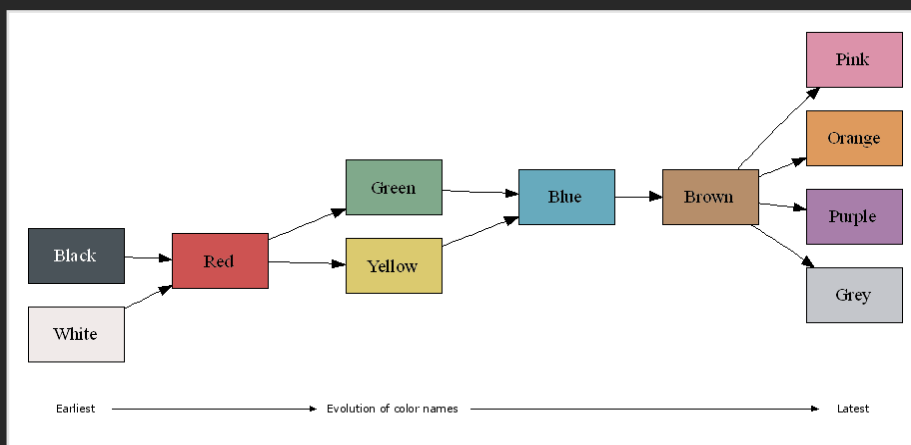 Black
White
Red
Green
Yellow
Blue
Brown
Pink
Orange
Purple
Grey
Earliest
Evolution of color names
Latest